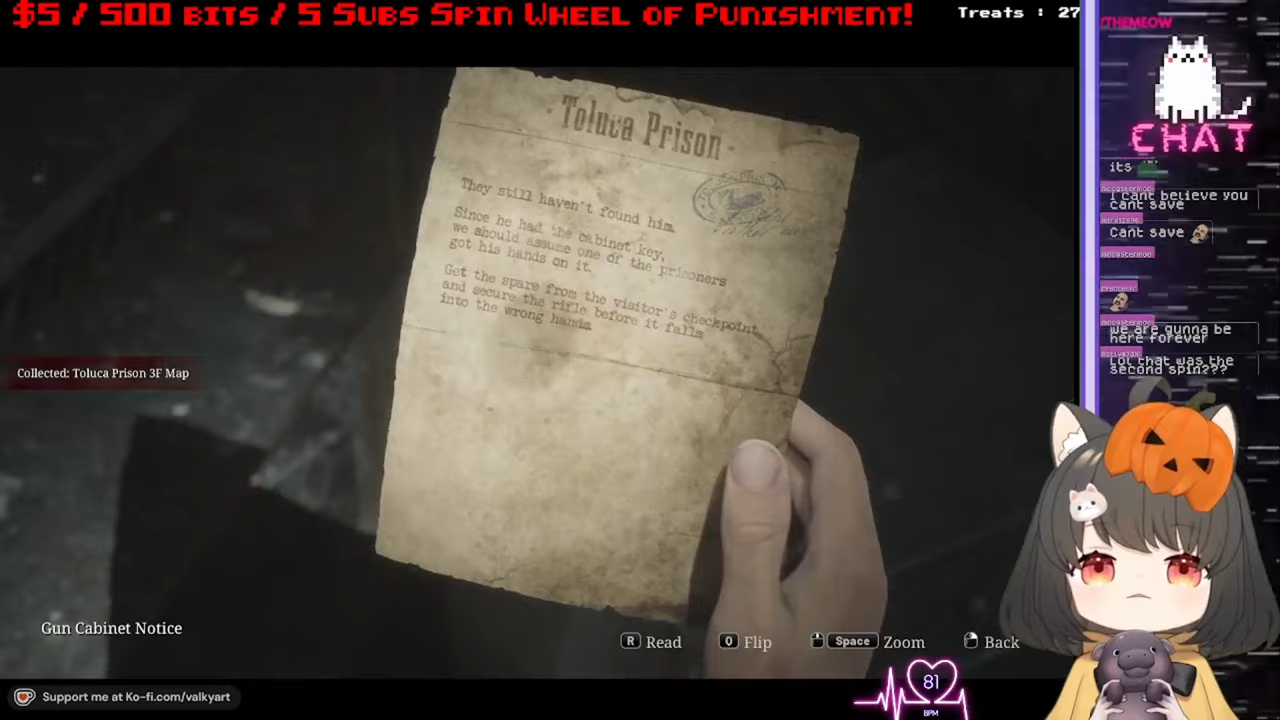 $5 / 500 BITS / 5 SUBS SPIN WHEEL OF PUNISHMENT!
Treats : 27
THEMEOW
CHAT
its
I cant believe you
cant save
Cant save
we are gunna be
here forever
Lol that was the
second spin???
- Toluca Prison -
They still haven't found him.
Since he had the cabinet key,
we should assume one of the prisoners
got his hands on it.
Get the spare from the visitor's checkpoint
and secure the rifle before it falls
into the wrong hands.
Collected: Toluca Prison 3F Map
Gun Cabinet Notice
R Read
Q Flip
Space Zoom
Back
81
BPM
Support me at Ko-fi.com/valkyart